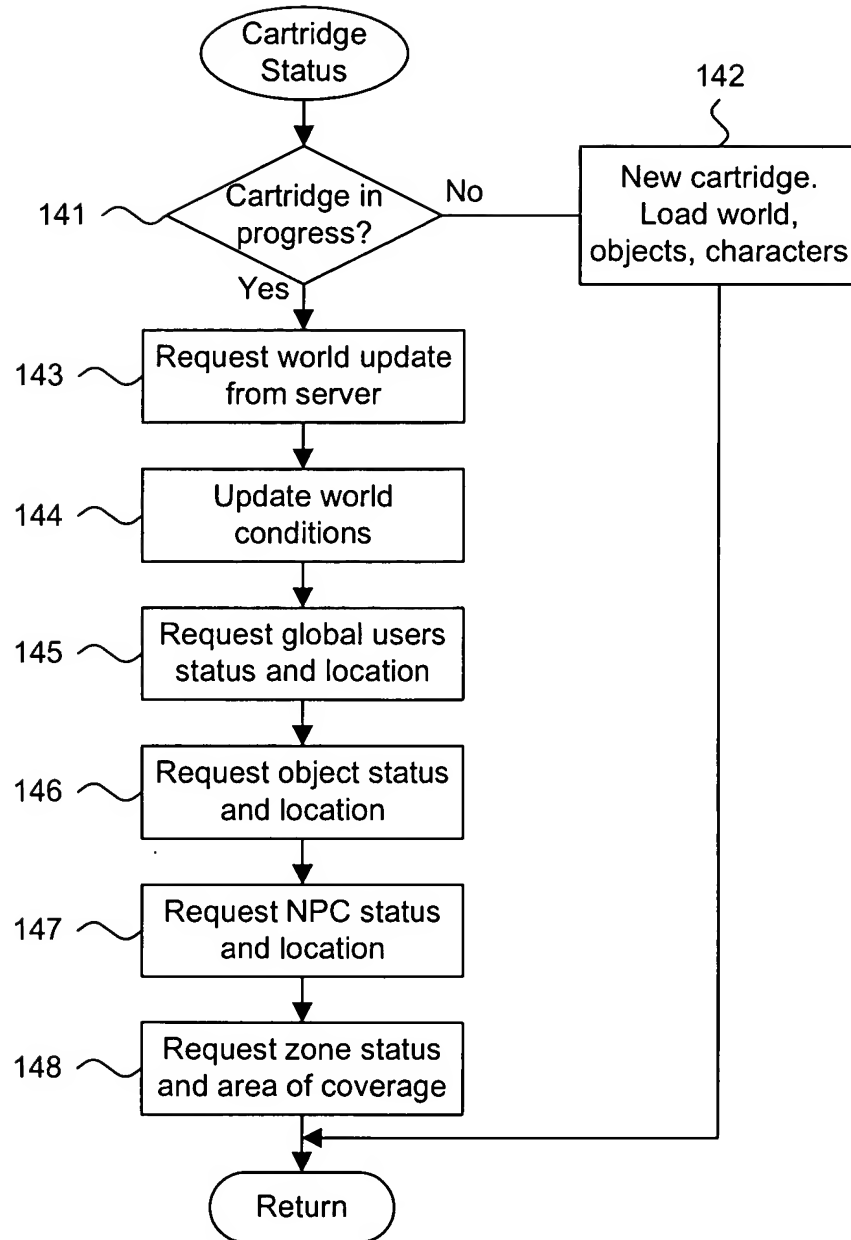 Cartridge
Status
142
141
Cartridge in
progress?
No
New cartridge.
Load world,
objects, characters
Yes
143
Request world update
from server
144
Update world
conditions
145
Request global users
status and location
146
Request object status
and location
147
Request NPC status
and location
148
Request zone status
and area of coverage
Return